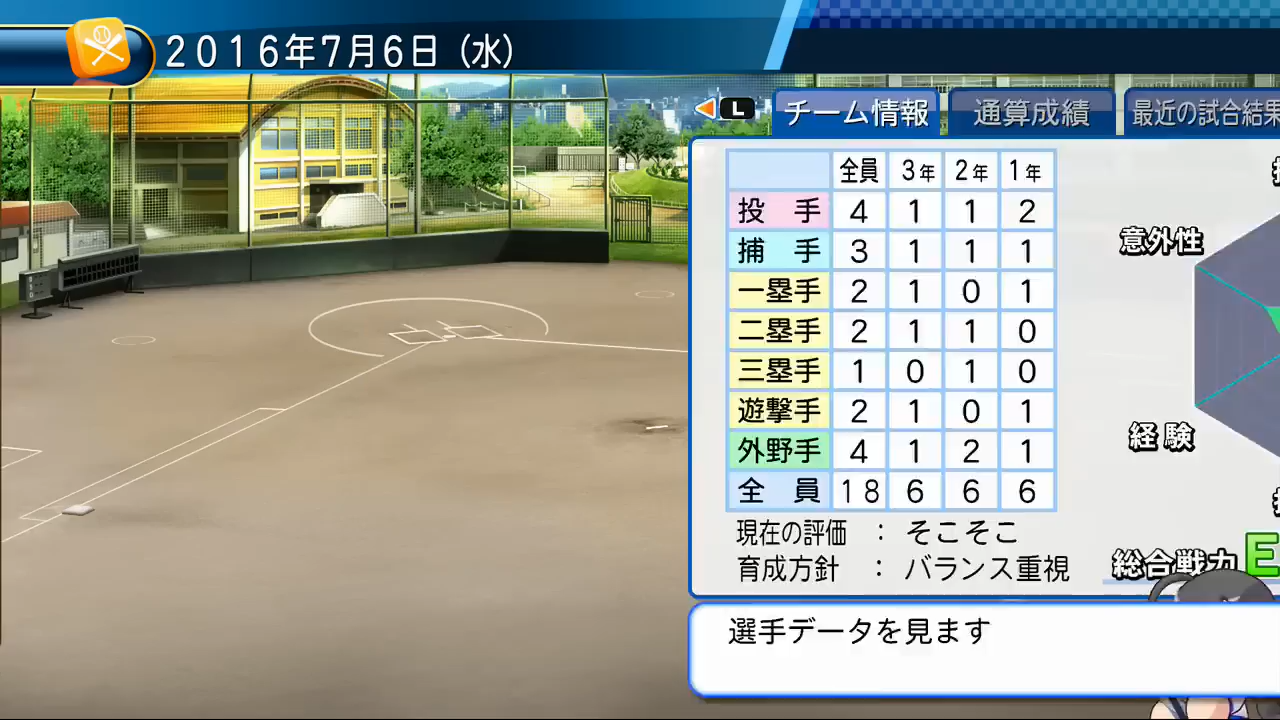 2016年7月6日（水）
L チーム情報 通算成績 最近の試合結果
全員 3年 2年 1年
投手 4 1 1 2
捕手 3 1 1 1
一塁手 2 1 0 1
二塁手 2 1 1 0
三塁手 1 0 1 0
遊撃手 2 1 0 1
外野手 4 1 2 1
全員 18 6 6 6
現在の評価 ： そこそこ
育成方針 ： バランス重視
意外性
経験
総合戦力 E
選手データを見ます